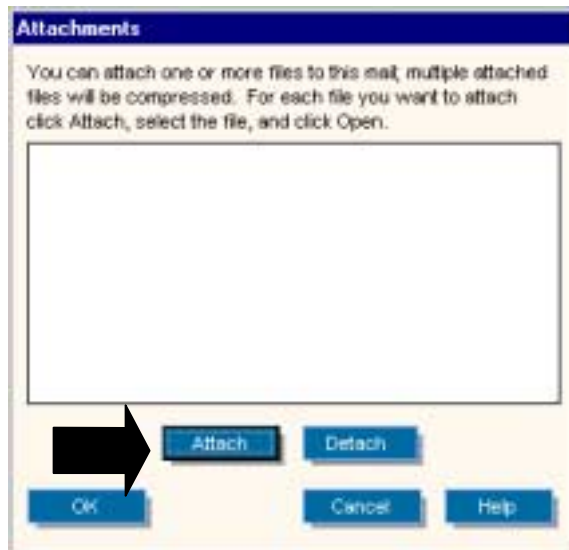 Attachments
You can attach one or more files to this mail; multiple attached
files will be compressed. For each file you want to attach
click Attach, select the file, and click Open.
Attach Detach
OK Cancel Help